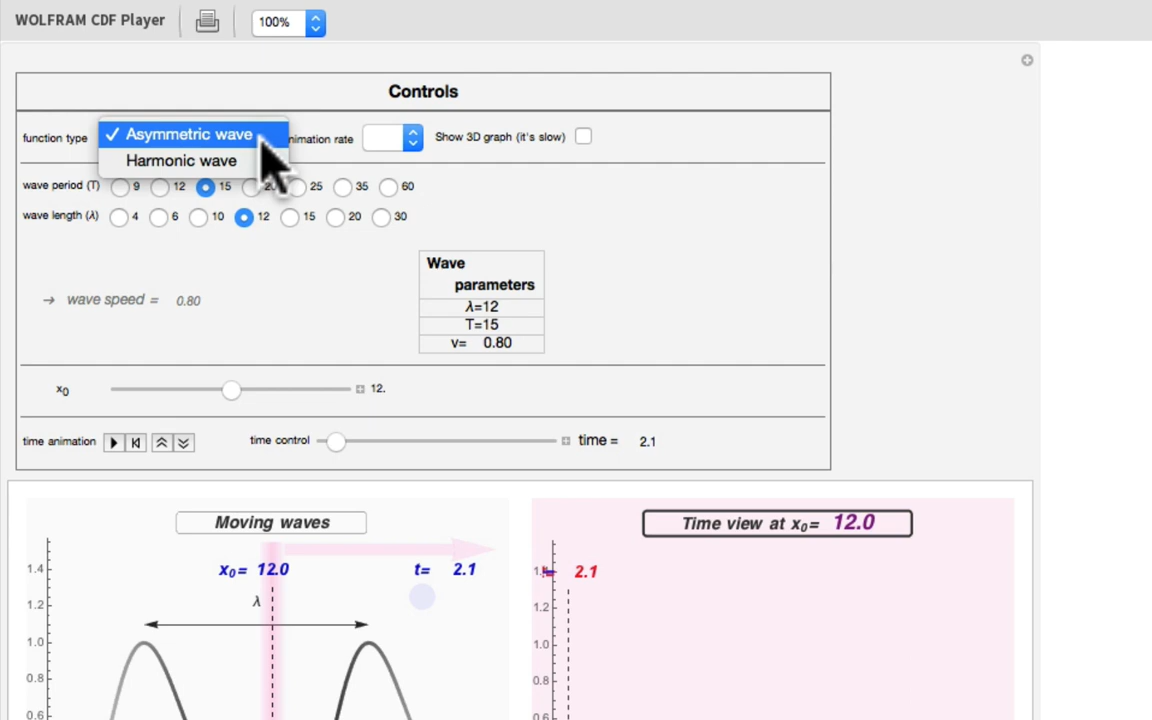 WOLFRAM CDF Player 100%
Controls
function type ✓ Asymmetric wave nimation rate Show 3D graph (it's slow)
Harmonic wave
wave period (T) 9 12 15 20 25 35 60
wave length (λ) 4 6 10 12 15 20 30
Wave
parameters
→ wave speed = 0.80
λ=12
T=15
v= 0.80
x₀ 12.
time animation time control time = 2.1
Moving waves
x₀= 12.0 t= 2.1
λ
1.4
1.2
1.0
0.8
0.6
Time view at x₀= 12.0
t= 2.1
1.2
1.0
0.8
0.6